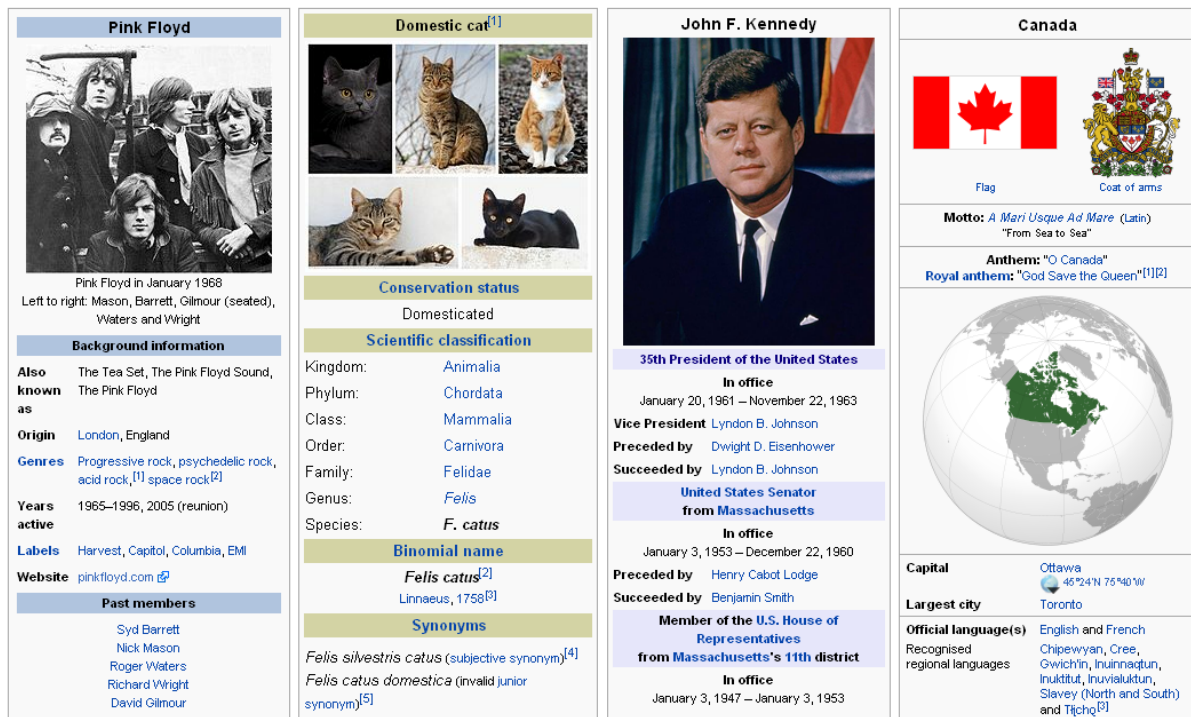 Pink Floyd
Pink Floyd in January 1968
Left to right: Mason, Barrett, Gilmour (seated),
Waters and Wright
Background information
Also known as The Tea Set, The Pink Floyd Sound, The Pink Floyd
Origin London, England
Genres Progressive rock, psychedelic rock,
acid rock,[1] space rock[2]
Years active 1965–1996, 2005 (reunion)
Labels Harvest, Capitol, Columbia, EMI
Website pinkfloyd.com
Past members
Syd Barrett
Nick Mason
Roger Waters
Richard Wright
David Gilmour
Domestic cat[1]
Conservation status
Domesticated
Scientific classification
Kingdom: Animalia
Phylum: Chordata
Class: Mammalia
Order: Carnivora
Family: Felidae
Genus: Felis
Species: F. catus
Binomial name
Felis catus[2]
Linnaeus, 1758[3]
Synonyms
Felis silvestris catus (subjective synonym)[4]
Felis catus domestica (invalid junior
synonym)[5]
John F. Kennedy
35th President of the United States
In office
January 20, 1961 – November 22, 1963
Vice President Lyndon B. Johnson
Preceded by Dwight D. Eisenhower
Succeeded by Lyndon B. Johnson
United States Senator
from Massachusetts
In office
January 3, 1953 – December 22, 1960
Preceded by Henry Cabot Lodge
Succeeded by Benjamin Smith
Member of the U.S. House of
Representatives
from Massachusetts's 11th district
In office
January 3, 1947 – January 3, 1953
Canada
Flag
Coat of arms
Motto: A Mari Usque Ad Mare (Latin)
"From Sea to Sea"
Anthem: "O Canada"
Royal anthem: "God Save the Queen"[1][2]
Capital Ottawa
45°24′N 75°40′W
Largest city Toronto
Official language(s) English and French
Recognised regional languages Chipewyan, Cree,
Gwich'in, Inuinnaqtun,
Inuktitut, Inuvialuktun,
Slavey (North and South)
and Tłįchǫ[3]